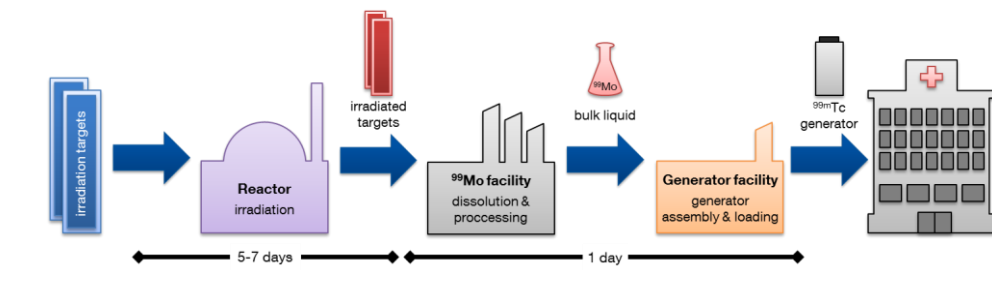 irradiation targets
Reactor
irradiation
irradiated
targets
⁹⁹Mo facility
dissolution &
proccessing
⁹⁹Mo
bulk liquid
Generator facility
generator
assembly & loading
⁹⁹ᵐTc
generator
5-7 days
1 day